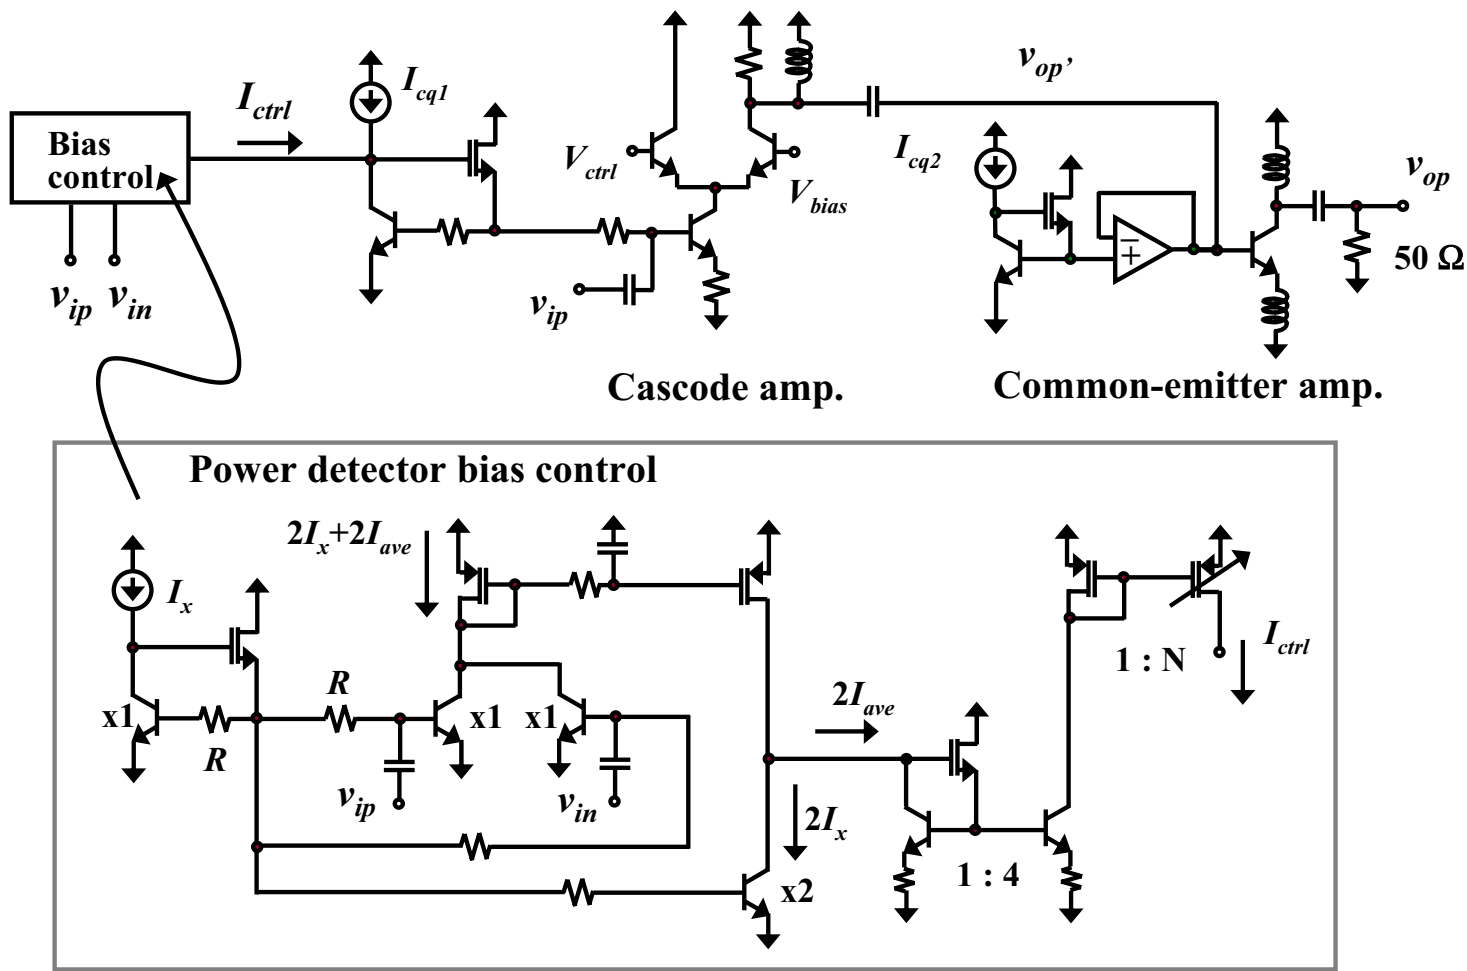 v_op'
I_ctrl
I_cq1
Bias
control
V_ctrl
V_bias
I_cq2
v_op
− +
50 Ω
v_ip v_in
v_ip
Cascode amp.
Common-emitter amp.
Power detector bias control
2I_x+2I_ave
I_x
R
x1
x1
x1
R
v_ip
v_in
2I_x
x2
2I_ave
1 : 4
1 : N
I_ctrl